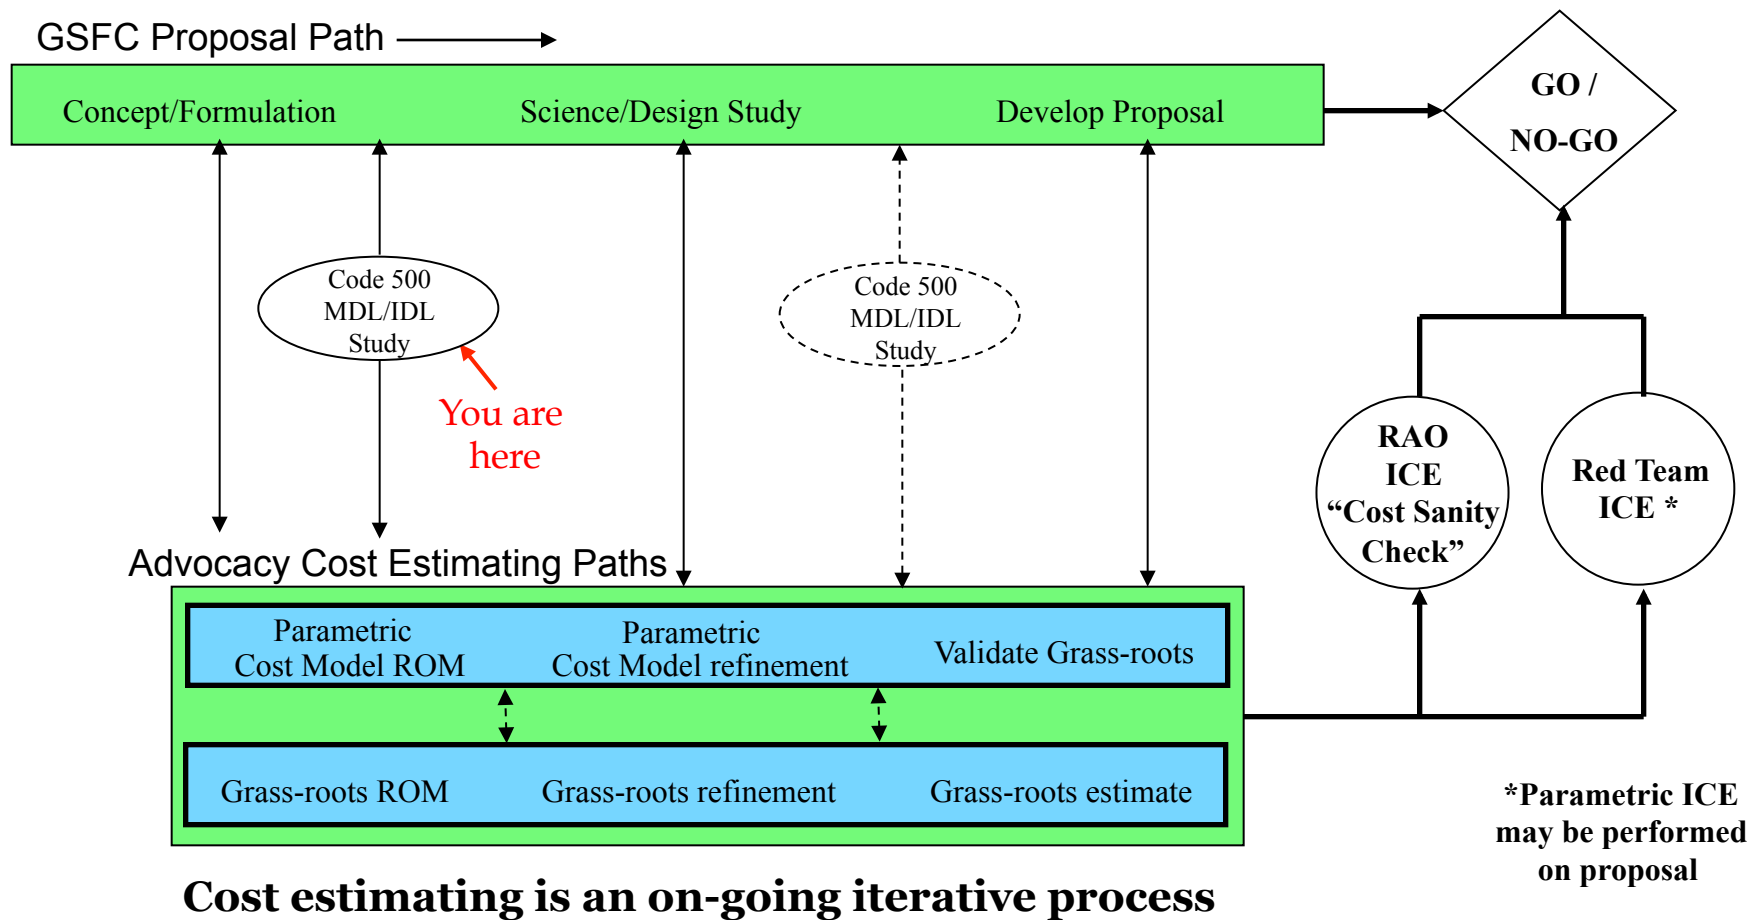 GSFC Proposal Path
Concept/Formulation
Science/Design Study
Develop Proposal
GO /
NO-GO
Code 500
MDL/IDL
Study
Code 500
MDL/IDL
Study
You are
here
RAO
ICE
“Cost Sanity
Check”
Red Team
ICE *
Advocacy Cost Estimating Paths
Parametric
Cost Model ROM
Parametric
Cost Model refinement
Validate Grass-roots
Grass-roots ROM
Grass-roots refinement
Grass-roots estimate
*Parametric ICE
may be performed
on proposal
Cost estimating is an on-going iterative process